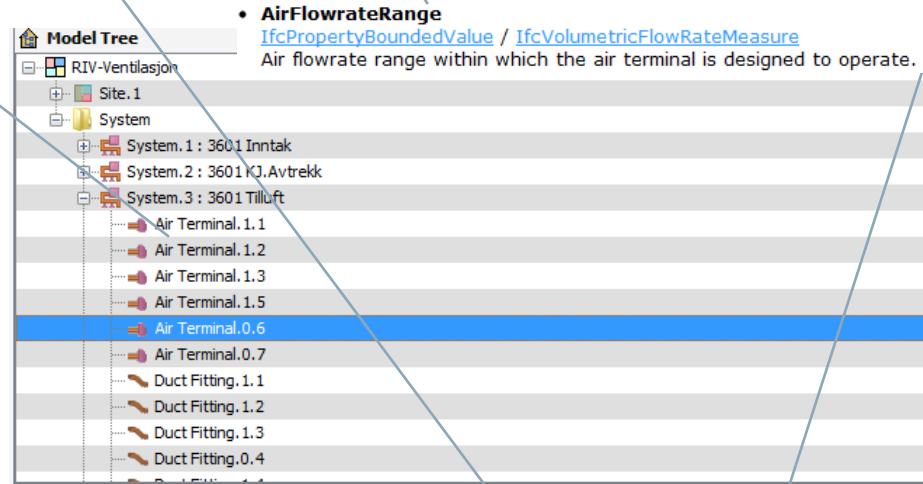 • AirFlowrateRange
IfcPropertyBoundedValue / IfcVolumetricFlowRateMeasure
Air flowrate range within which the air terminal is designed to operate.
Model Tree
RIV-Ventilasjon
Site.1
System
System.1 : 3601 Inntak
System.2 : 3601 KJ.Avtrekk
System.3 : 3601 Tilluft
Air Terminal.1.1
Air Terminal.1.2
Air Terminal.1.3
Air Terminal.1.5
Air Terminal.0.6
Air Terminal.0.7
Duct Fitting.1.1
Duct Fitting.1.2
Duct Fitting.1.3
Duct Fitting.0.4